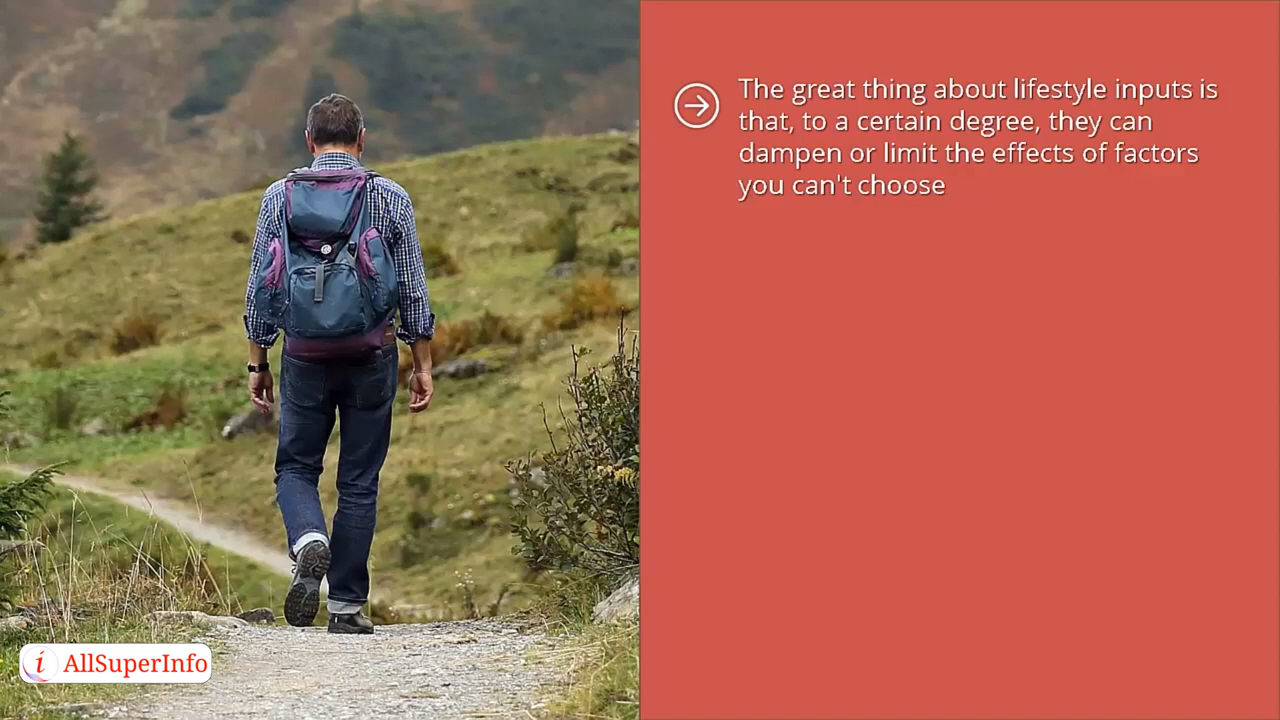 The great thing about lifestyle inputs is
that, to a certain degree, they can
dampen or limit the effects of factors
you can't choose
i AllSuperInfo